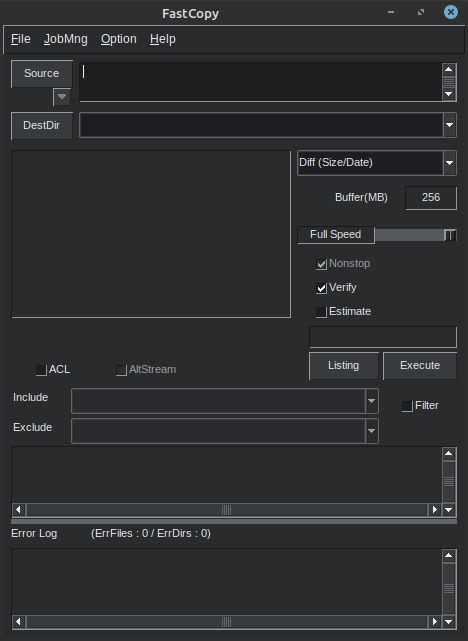 FastCopy
File JobMng Option Help
Source
DestDir
Diff (Size/Date)
Buffer(MB) 256
Full Speed
Nonstop
Verify
Estimate
Listing Execute
ACL AltStream
Include
Filter
Exclude
Error Log (ErrFiles : 0 / ErrDirs : 0)